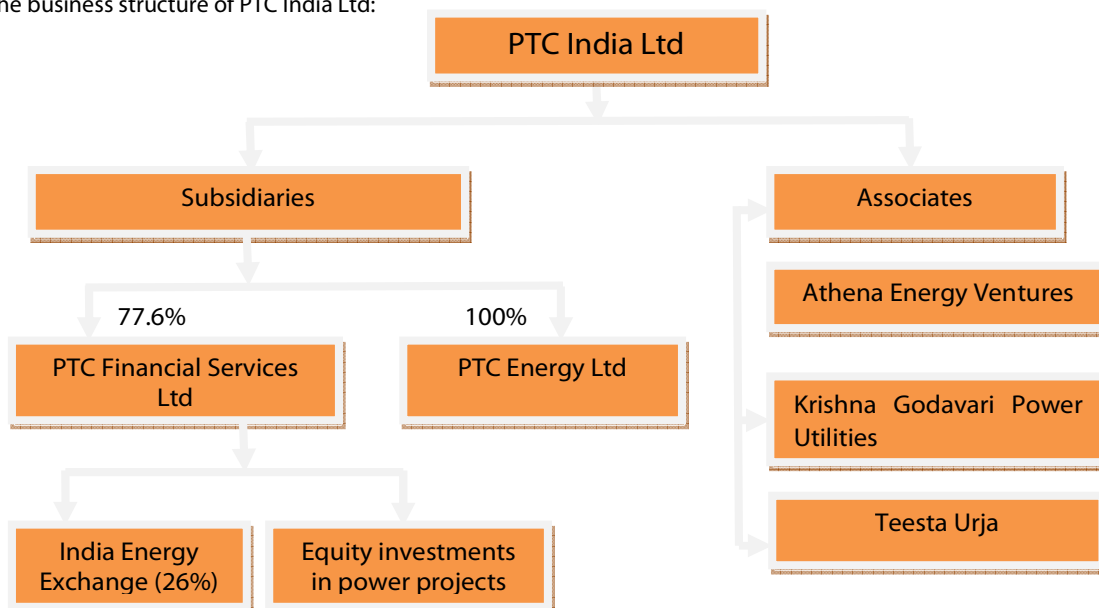 he business structure of PTC India Ltd:
PTC India Ltd
Subsidiaries
Associates
77.6%
100%
PTC Financial Services
Ltd
PTC Energy Ltd
India Energy
Exchange (26%)
Equity investments
in power projects
Athena Energy Ventures
Krishna Godavari Power
Utilities
Teesta Urja